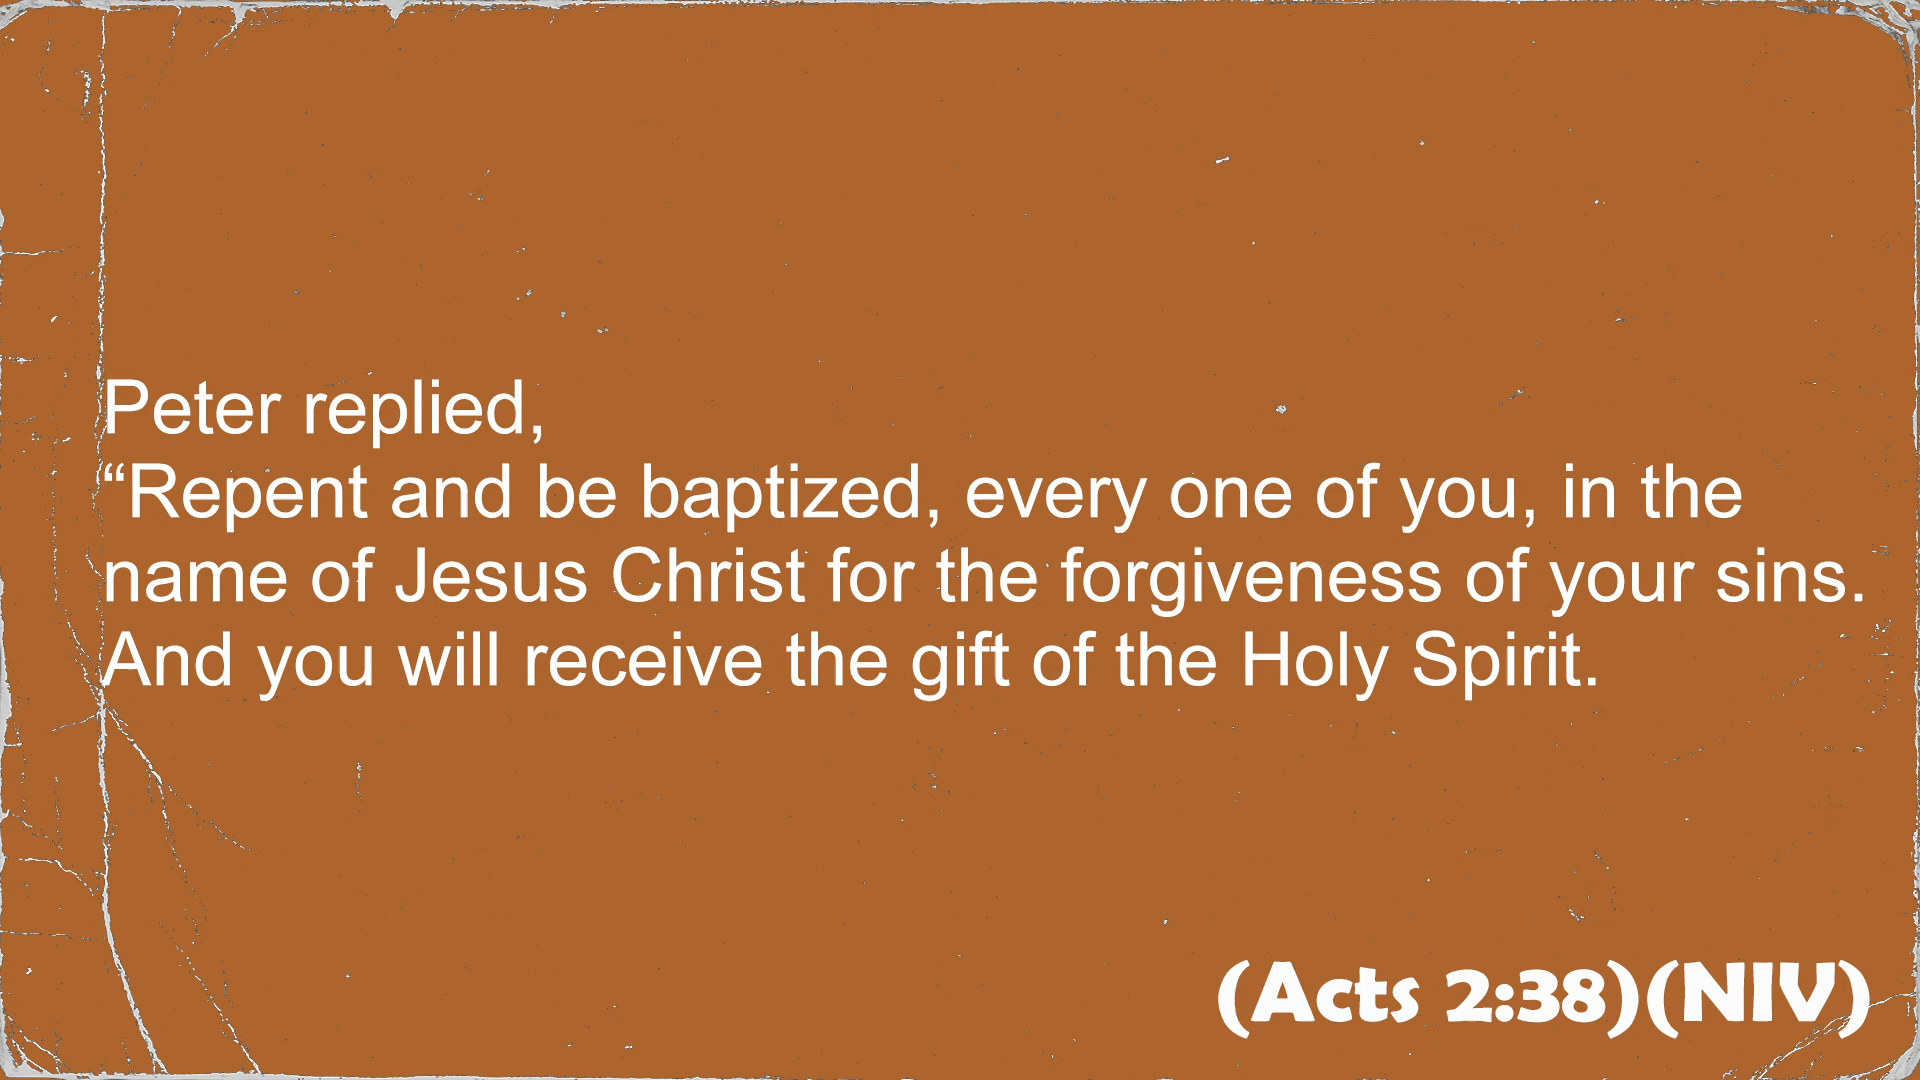 Peter replied,
“Repent and be baptized, every one of you, in the
name of Jesus Christ for the forgiveness of your sins.
And you will receive the gift of the Holy Spirit.
(Acts 2:38)(NIV)